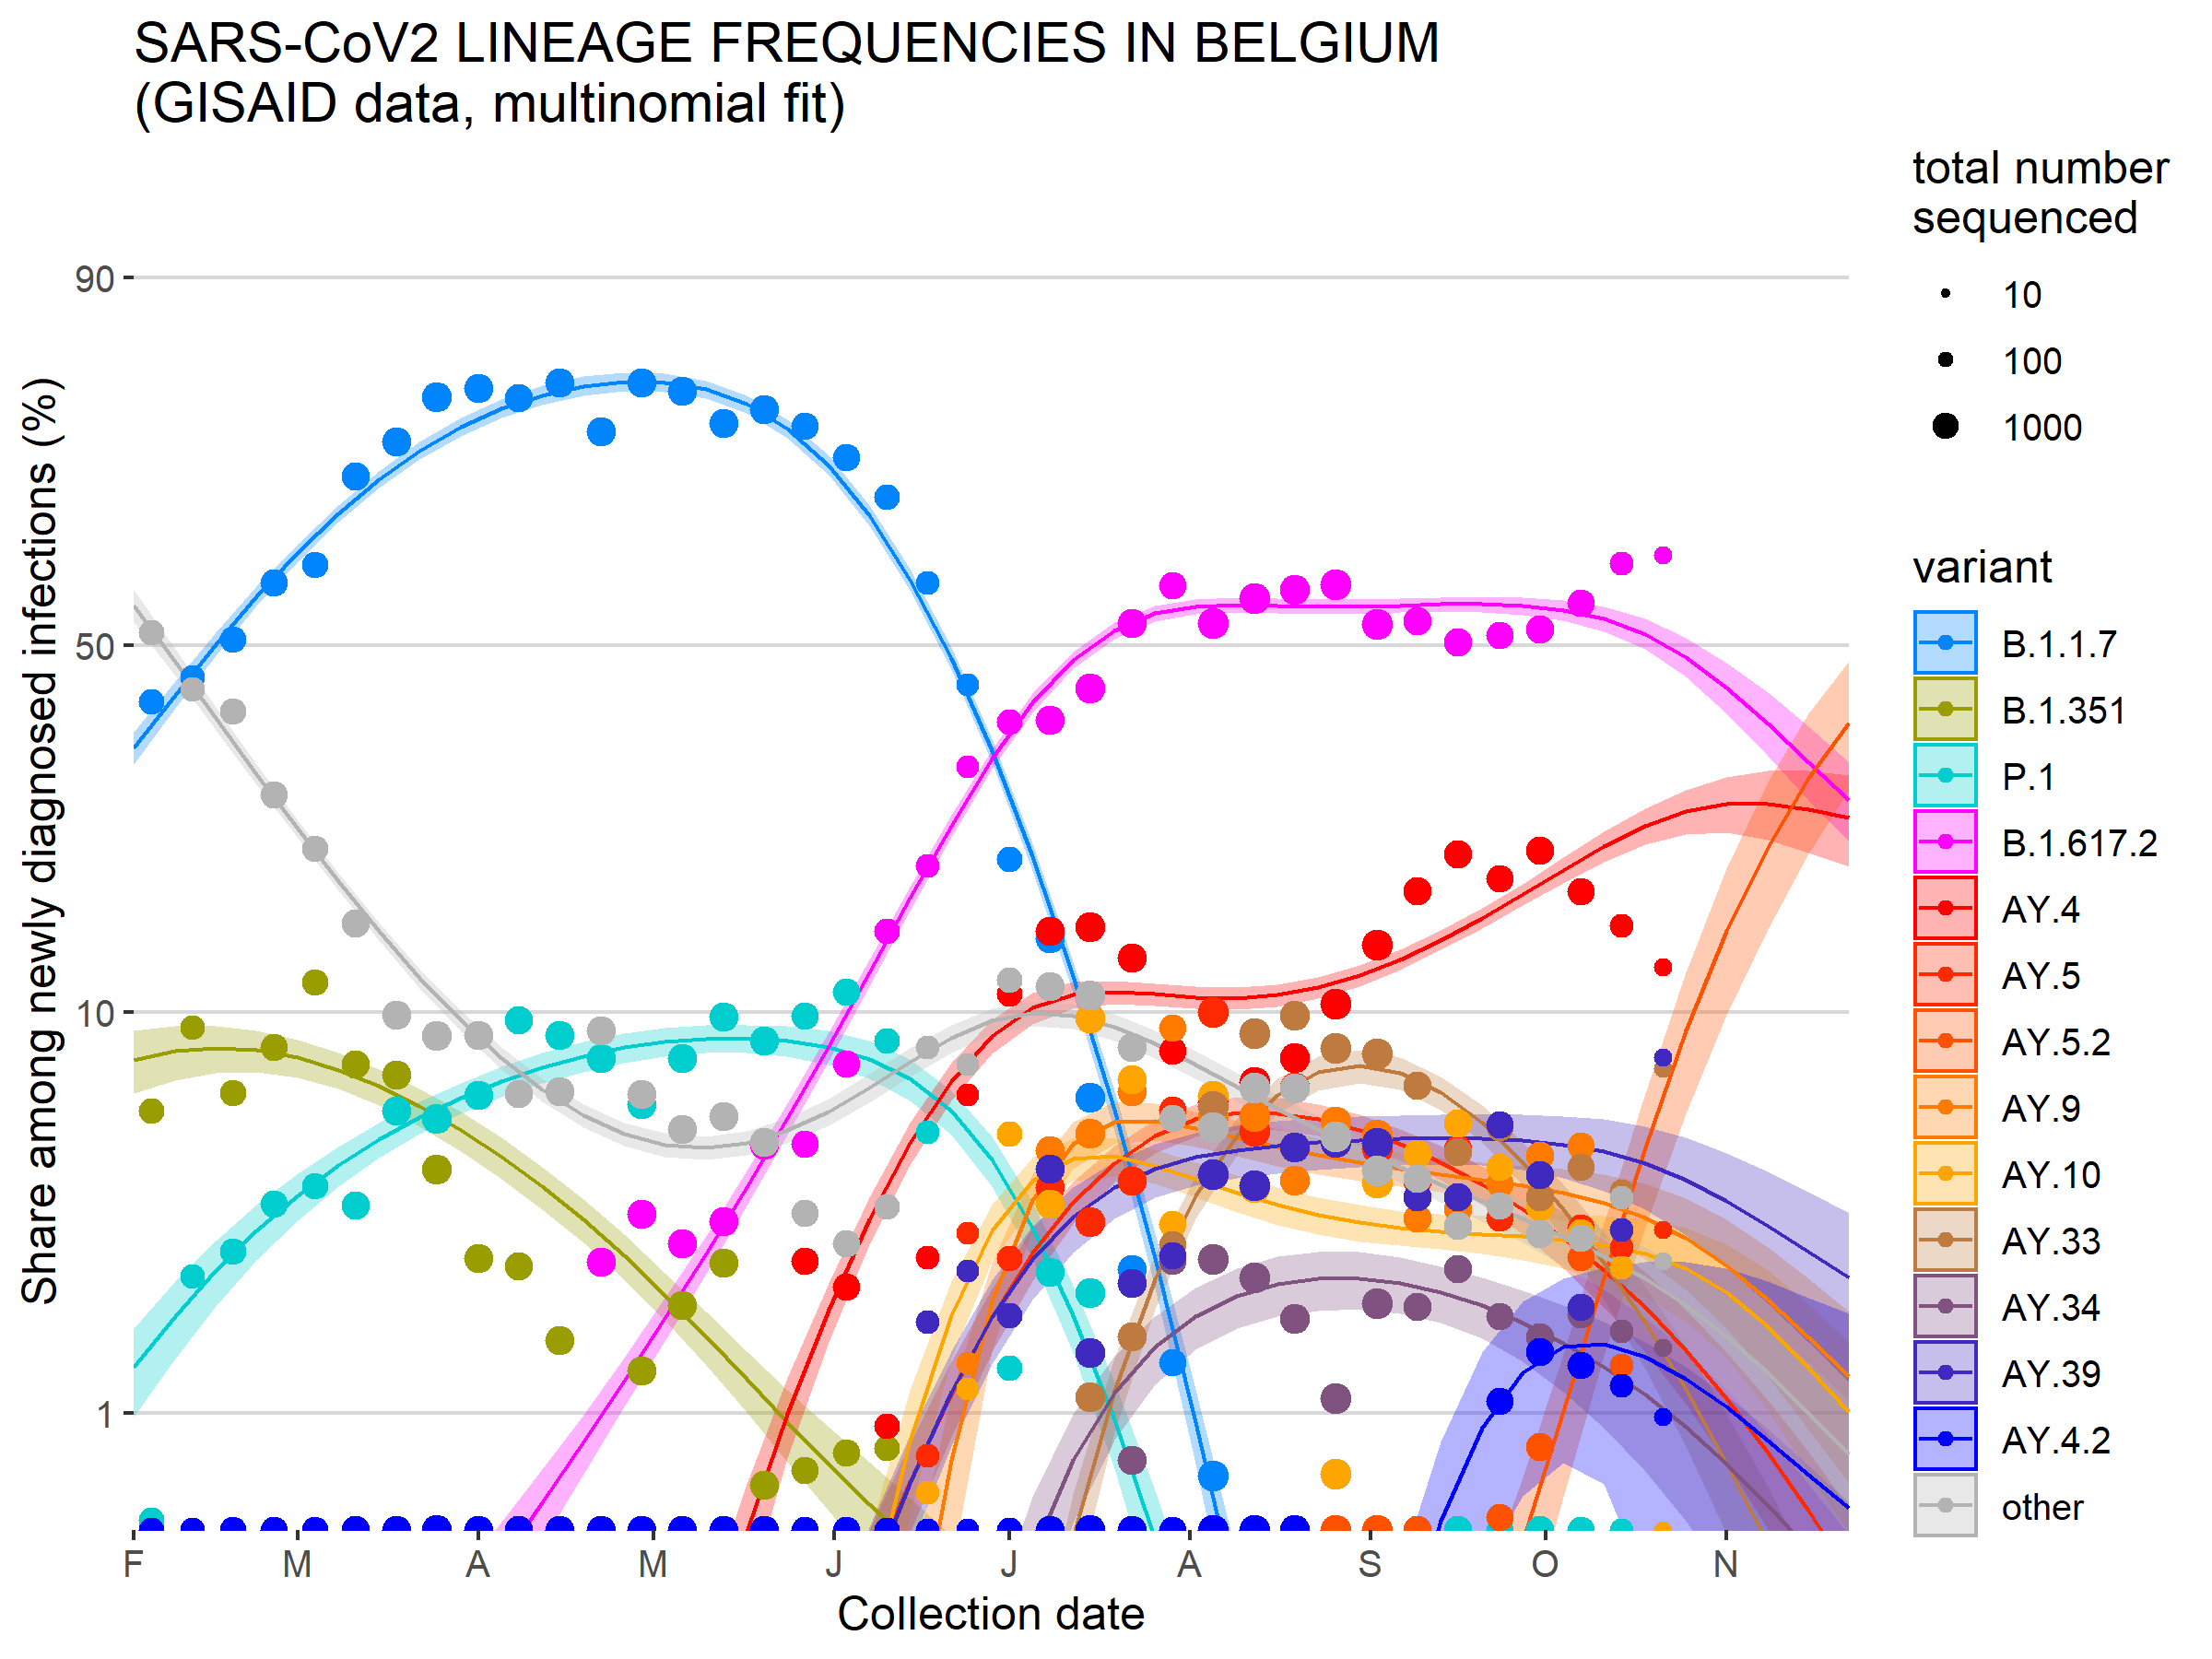 SARS-CoV2 LINEAGE FREQUENCIES IN BELGIUM
(GISAID data, multinomial fit)
Share among newly diagnosed infections (%)
90
50
10
1
F M A M J J A S O N
Collection date
total number
sequenced
10
100
1000
variant
B.1.1.7
B.1.351
P.1
B.1.617.2
AY.4
AY.5
AY.5.2
AY.9
AY.10
AY.33
AY.34
AY.39
AY.4.2
other